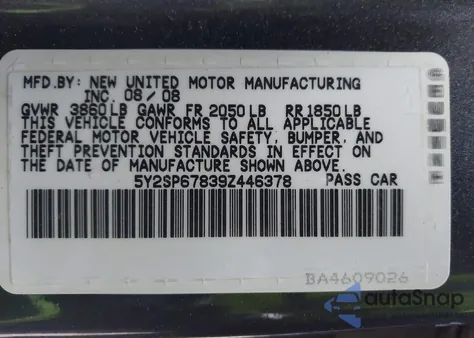 MFD.BY: NEW UNITED MOTOR MANUFACTURING
INC. 08/08
GVWR 3860LB GAWR FR 2050LB RR 1850LB
THIS VEHICLE CONFORMS TO ALL APPLICABLE
FEDERAL MOTOR VEHICLE SAFETY, BUMPER, AND
THEFT PREVENTION STANDARDS IN EFFECT ON
THE DATE OF MANUFACTURE SHOWN ABOVE.
5Y2SP67839Z446378 PASS CAR
BA4609026
autoSnap